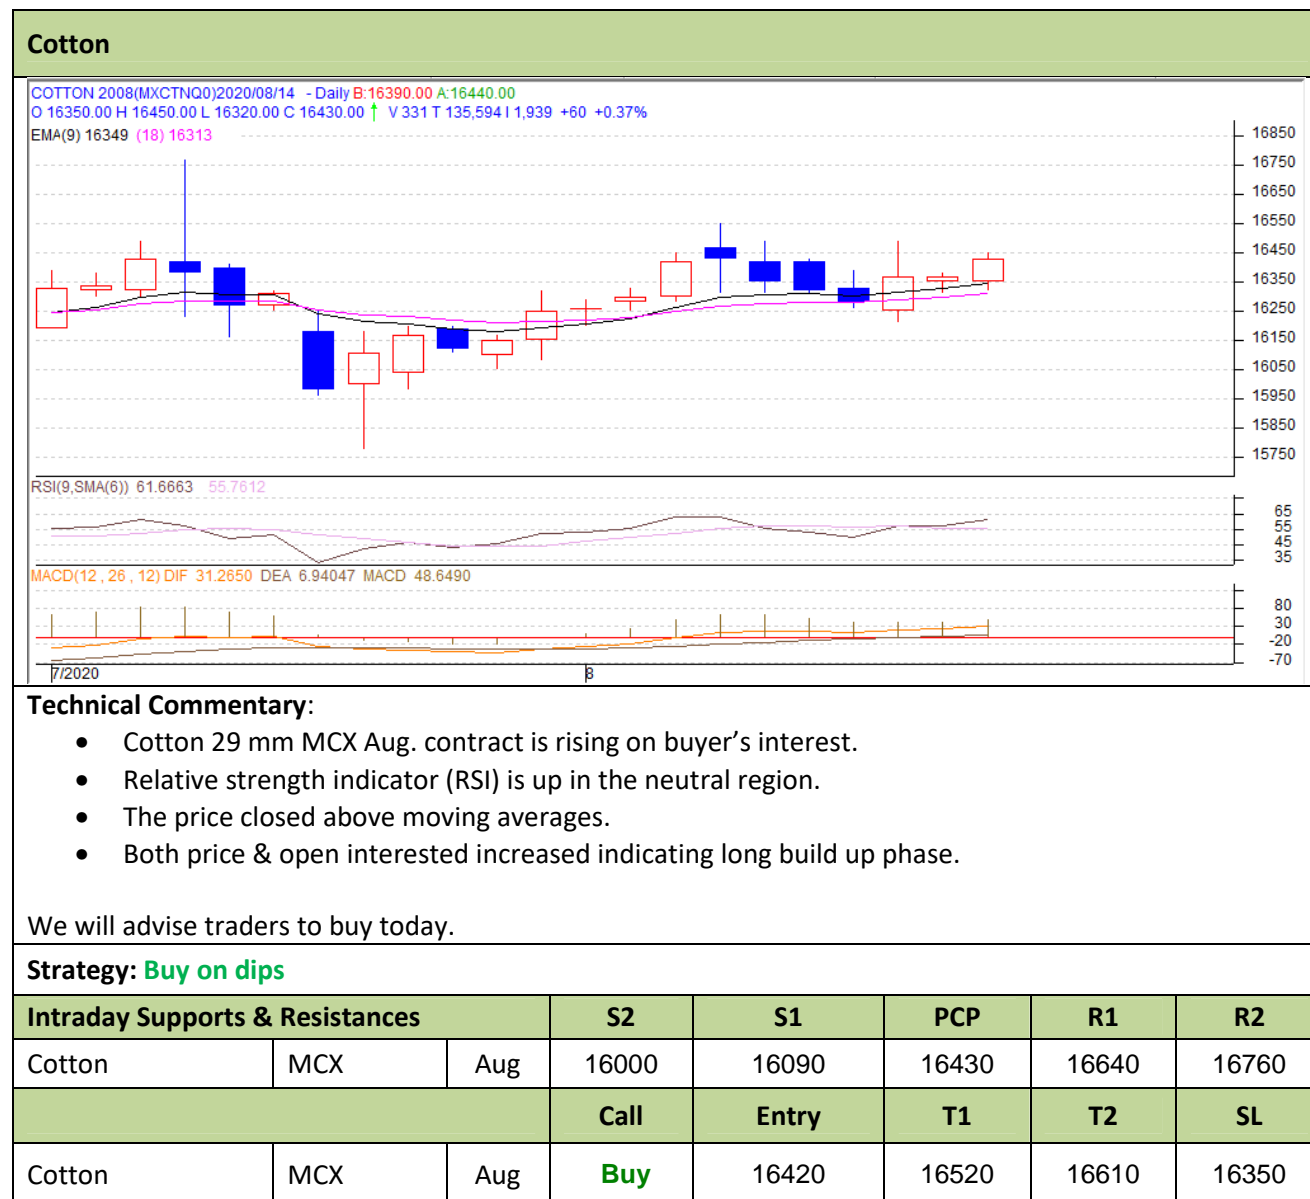 Cotton
COTTON 2008(MXCTNQ0)2020/08/14 - Daily B:16390.00 A:16440.00
O 16350.00 H 16450.00 L 16320.00 C 16430.00 ↑ V 331 T 135,594 I 1,939 +60 +0.37%
EMA(9) 16349 (18) 16313
16850
16750
16650
16550
16450
16350
16250
16150
16050
15950
15850
15750
RSI(9,SMA(6)) 61.6663 55.7612
65
55
45
35
MACD(12 , 26 , 12) DIF 31.2650 DEA 6.94047 MACD 48.6490
80
30
-20
-70
7/2020 8
Technical Commentary:
• Cotton 29 mm MCX Aug. contract is rising on buyer’s interest.
• Relative strength indicator (RSI) is up in the neutral region.
• The price closed above moving averages.
• Both price & open interested increased indicating long build up phase.
We will advise traders to buy today.
Strategy: Buy on dips
Intraday Supports & Resistances S2 S1 PCP R1 R2
Cotton MCX Aug 16000 16090 16430 16640 16760
Call Entry T1 T2 SL
Cotton MCX Aug Buy 16420 16520 16610 16350